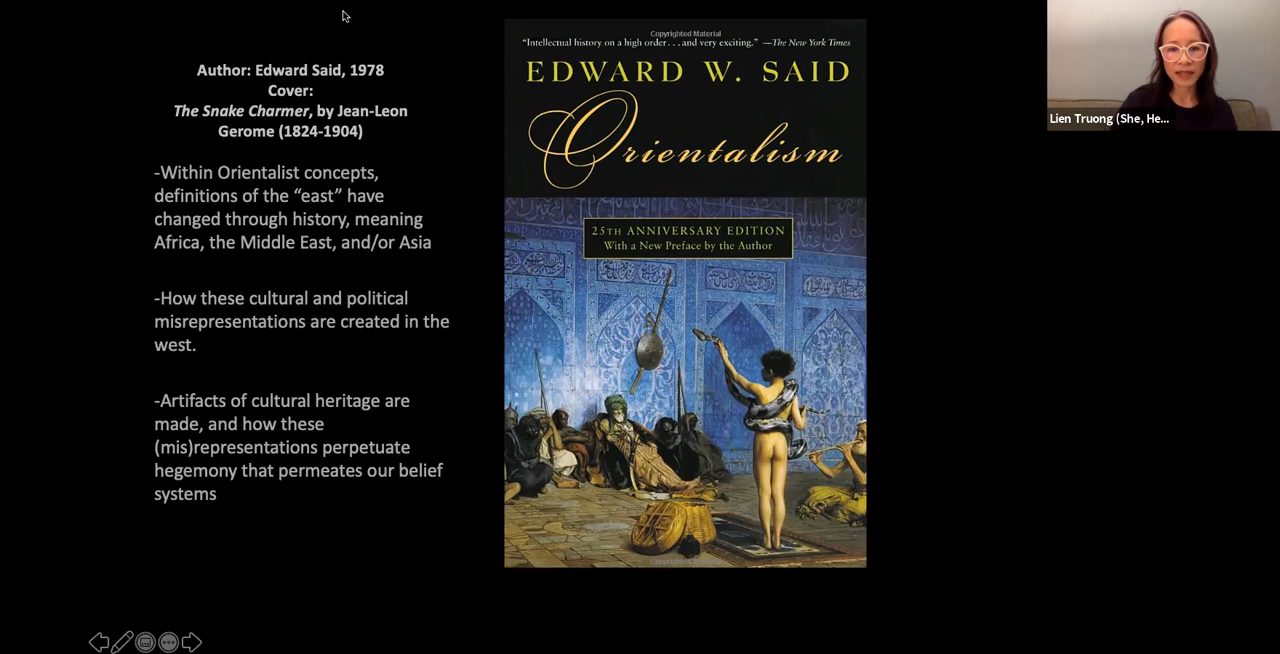 Author: Edward Said, 1978
Cover:
The Snake Charmer, by Jean-Leon
Gerome (1824-1904)
-Within Orientalist concepts,
definitions of the “east” have
changed through history, meaning
Africa, the Middle East, and/or Asia
-How these cultural and political
misrepresentations are created in the
west.
-Artifacts of cultural heritage are
made, and how these
(mis)representations perpetuate
hegemony that permeates our belief
systems
Copyrighted Material
“Intellectual history on a high order . . . and very exciting.” —The New York Times
EDWARD W. SAID
Orientalism
25TH ANNIVERSARY EDITION
With a New Preface by the Author
Copyrighted Material
Lien Truong (She, He...